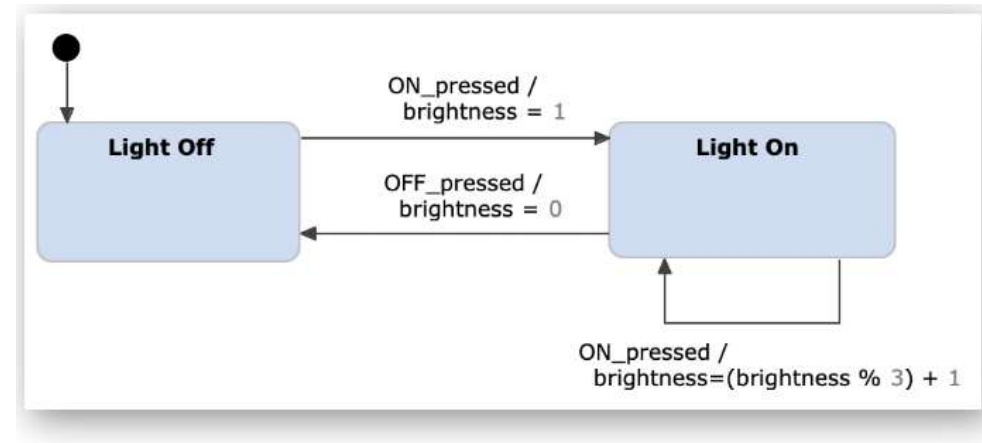 ON_pressed /
brightness = 1
Light Off
Light On
OFF_pressed /
brightness = 0
ON_pressed /
brightness=(brightness % 3) + 1